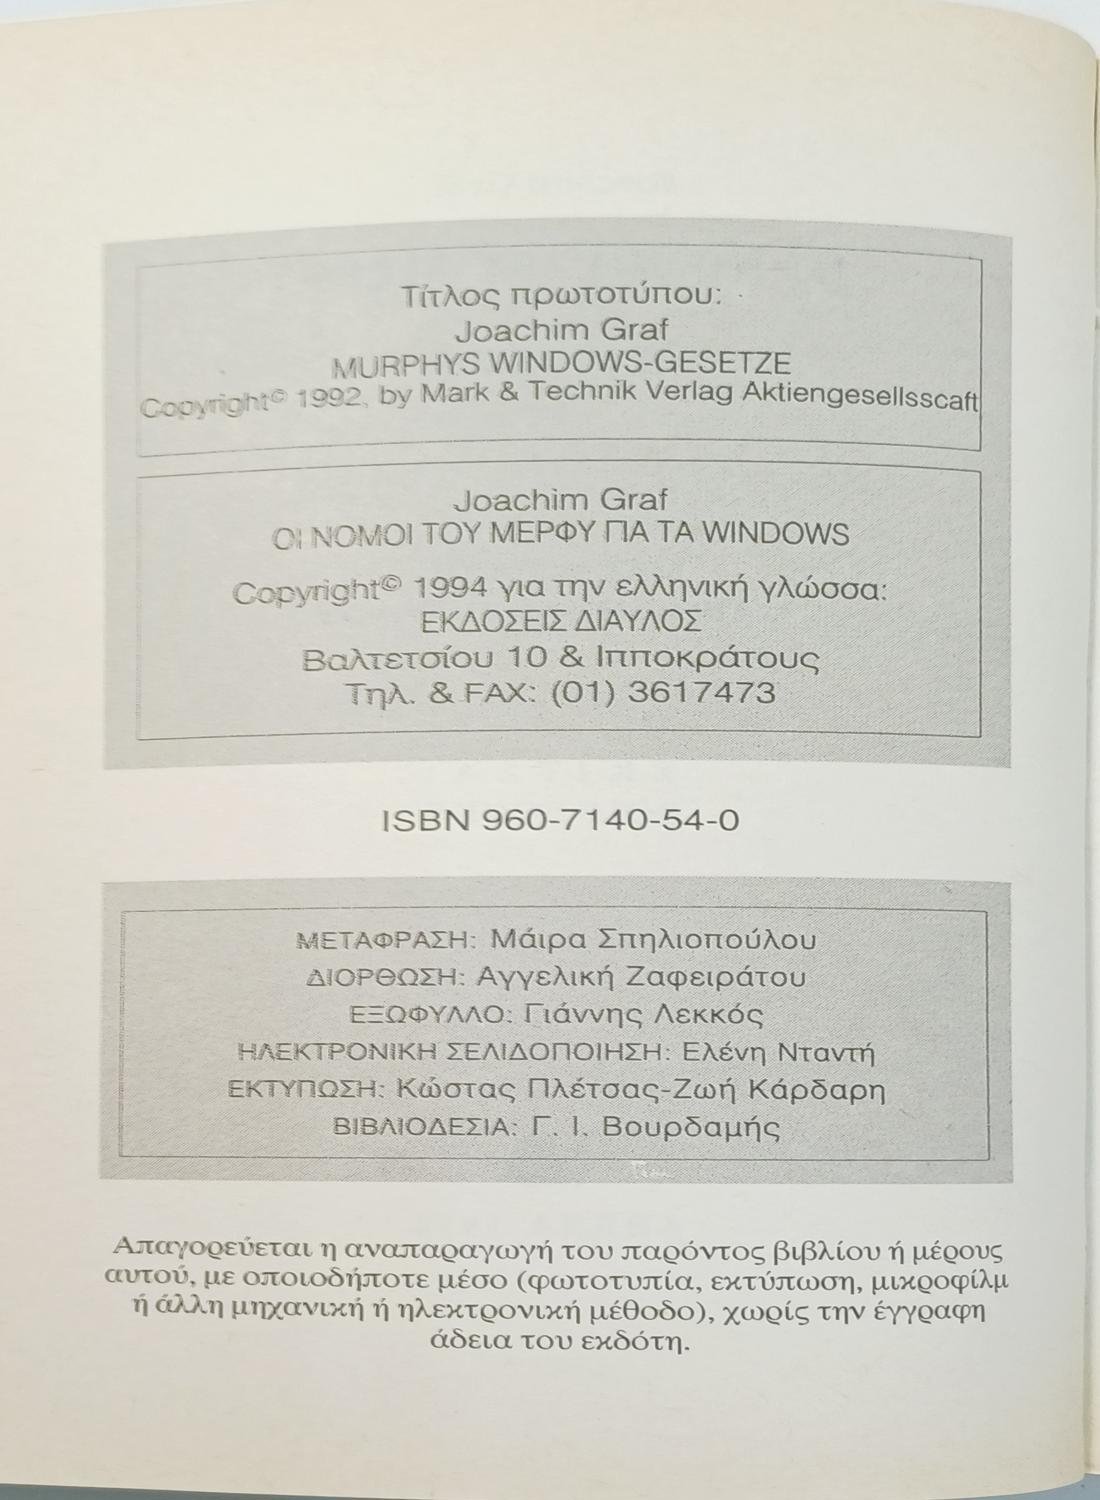 Τίτλος πρωτοτύπου:
Joachim Graf
MURPHYS WINDOWS-GESETZE
Copyright© 1992, by Mark & Technik Verlag Aktiengesellsscaft
Joachim Graf
ΟΙ ΝΟΜΟΙ ΤΟΥ ΜΕΡΦΥ ΓΙΑ ΤΑ WINDOWS
Copyright© 1994 για την ελληνική γλώσσα:
ΕΚΔΟΣΕΙΣ ΔΙΑΥΛΟΣ
Βαλτετσίου 10 & Ιπποκράτους
Τηλ. & FAX: (01) 3617473
ISBN 960-7140-54-0
ΜΕΤΑΦΡΑΣΗ: Μάιρα Σπηλιοπούλου
ΔΙΟΡΘΩΣΗ: Αγγελική Ζαφειράτου
ΕΞΩΦΥΛΛΟ: Γιάννης Λεκκός
ΗΛΕΚΤΡΟΝΙΚΗ ΣΕΛΙΔΟΠΟΙΗΣΗ: Ελένη Νταντή
ΕΚΤΥΠΩΣΗ: Κώστας Πλέτσας-Ζωή Κάρδαρη
ΒΙΒΛΙΟΔΕΣΙΑ: Γ. Ι. Βουρδαμής
Απαγορεύεται η αναπαραγωγή του παρόντος βιβλίου ή μέρους
αυτού, με οποιοδήποτε μέσο (φωτοτυπία, εκτύπωση, μικροφίλμ
ή άλλη μηχανική ή ηλεκτρονική μέθοδο), χωρίς την έγγραφη
άδεια του εκδότη.